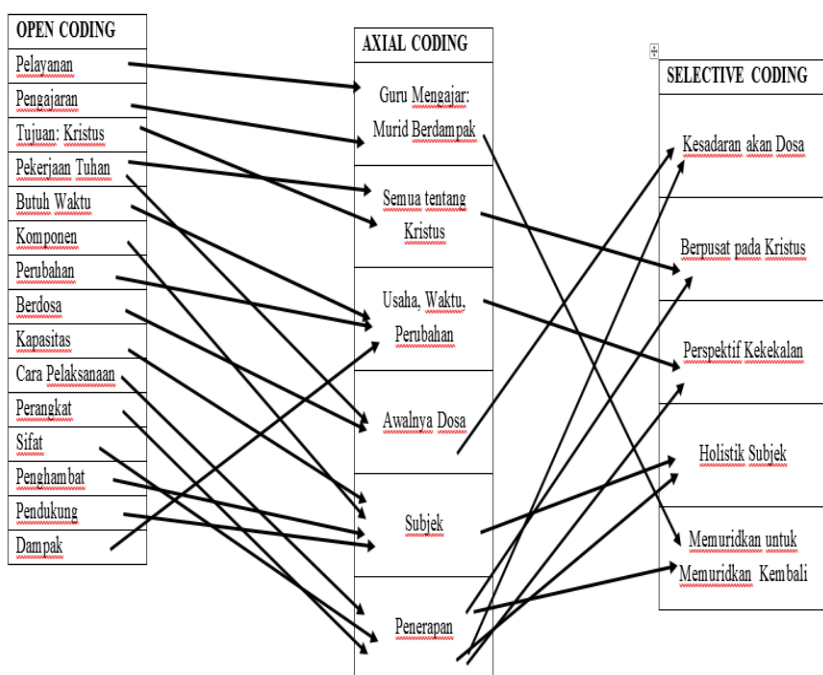 OPEN CODING
Pelayanan
Pengajaran
Tujuan: Kristus
Pekerjaan Tuhan
Butuh Waktu
Komponen
Perubahan
Berdosa
Kapasitas
Cara Pelaksanaan
Perangkat
Sifat
Penghambat
Pendukung
Dampak
AXIAL CODING
Guru Mengajar:
Murid Berdampak
Semua tentang
Kristus
Usaha, Waktu,
Perubahan
Awalnya Dosa
Subjek
Penerapan
SELECTIVE CODING
Kesadaran akan Dosa
Berpusat pada Kristus
Perspektif Kekekalan
Holistik Subjek
Memuridkan untuk
Memuridkan Kembali